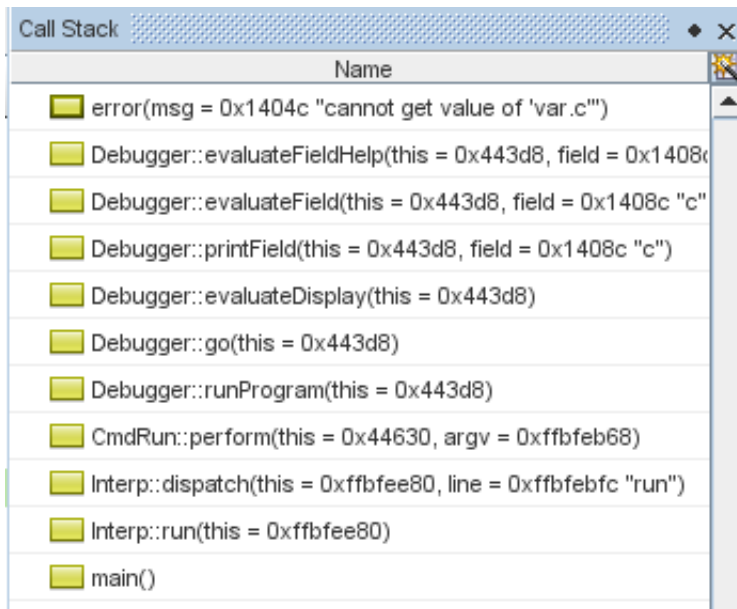 Call Stack
Name
error(msg = 0x1404c "cannot get value of 'var.c'")
Debugger::evaluateFieldHelp(this = 0x443d8, field = 0x1408c
Debugger::evaluateField(this = 0x443d8, field = 0x1408c "c"
Debugger::printField(this = 0x443d8, field = 0x1408c "c")
Debugger::evaluateDisplay(this = 0x443d8)
Debugger::go(this = 0x443d8)
Debugger::runProgram(this = 0x443d8)
CmdRun::perform(this = 0x44630, argv = 0xffbfeb68)
Interp::dispatch(this = 0xffbfee80, line = 0xffbfebfc "run")
Interp::run(this = 0xffbfee80)
main()